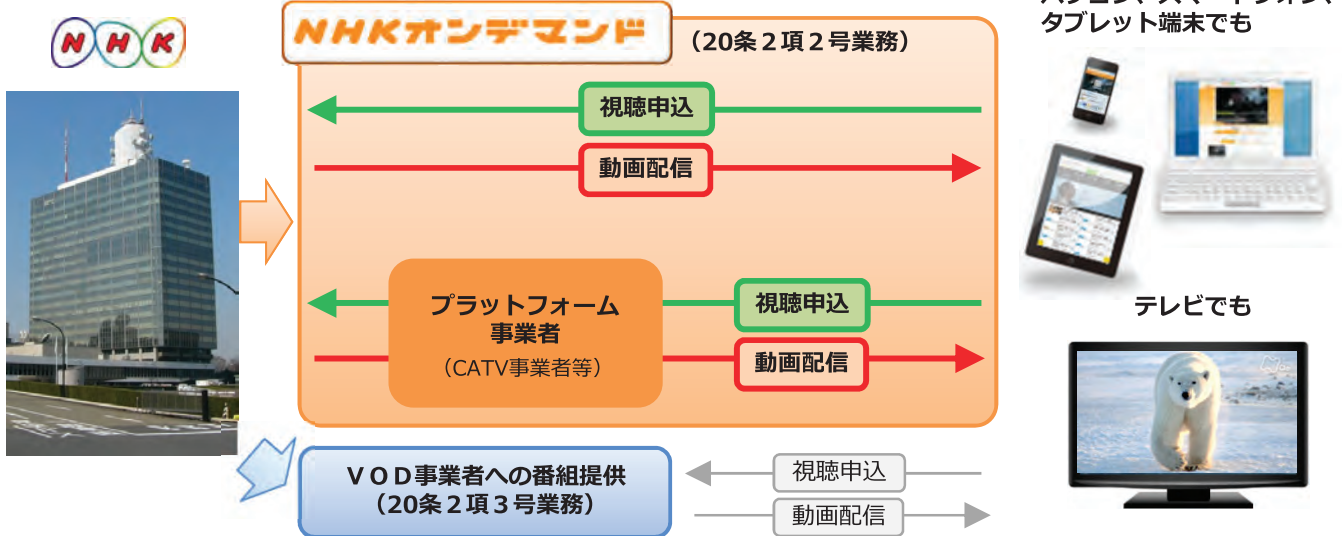 NHK
NHKオンデマンド
(20条2項2号業務)
視聴申込
動画配信
プラットフォーム
事業者
(CATV事業者等)
視聴申込
動画配信
VOD事業者への番組提供
(20条2項3号業務)
視聴申込
動画配信
タブレット端末でも
テレビでも